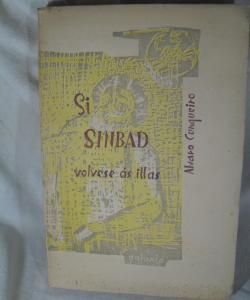 Si
SINBAD
volvese ás illas
Alvaro Cunqueiro
galaxia